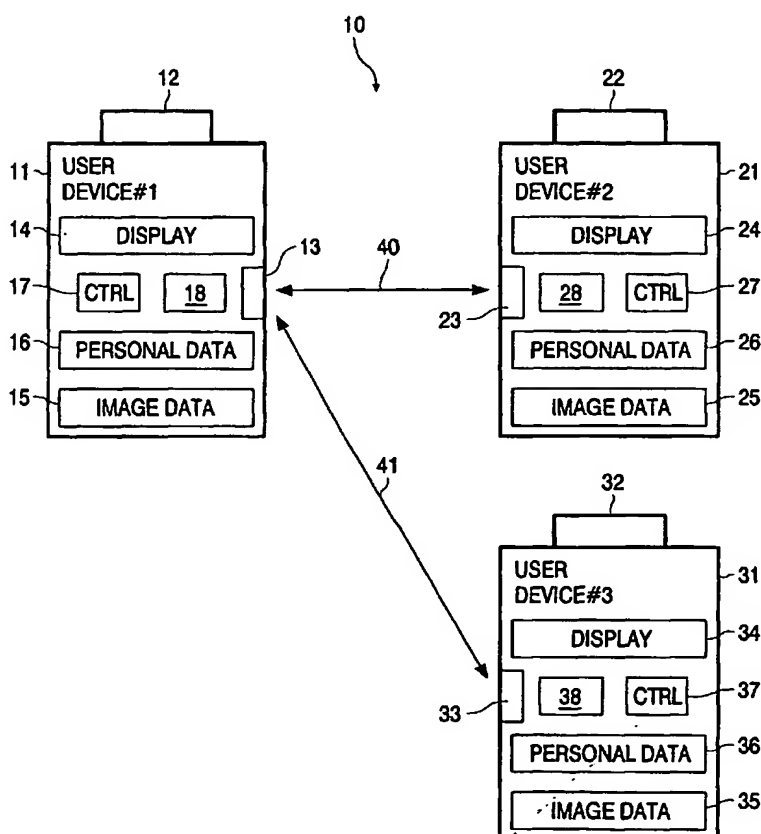 10
12
22
11
USER
DEVICE#1
USER
DEVICE#2
21
14
DISPLAY
13
DISPLAY
24
17
CTRL
18
40
23
28
CTRL
27
16
PERSONAL DATA
PERSONAL DATA
26
15
IMAGE DATA
IMAGE DATA
25
41
32
USER
DEVICE#3
31
DISPLAY
34
33
38
CTRL
37
PERSONAL DATA
36
IMAGE DATA
35